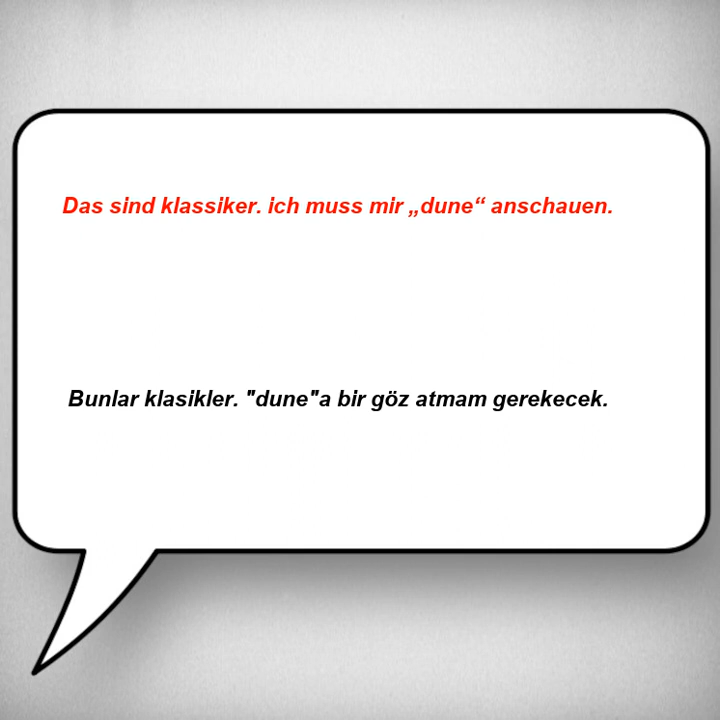 Das sind klassiker. ich muss mir „dune“ anschauen.
Bunlar klasikler. "dune"a bir göz atmam gerekecek.